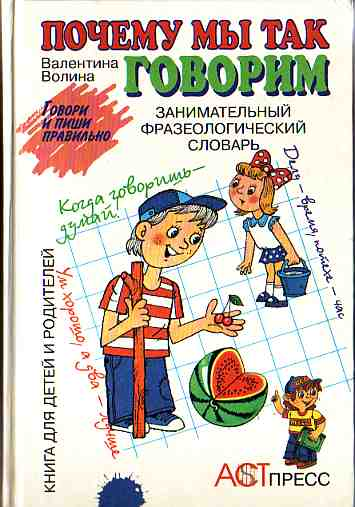 ПОЧЕМУ МЫ ТАК
ГОВОРИМ
Валентина
Волина
Говори
и пиши
правильно
ЗАНИМАТЕЛЬНЫЙ
ФРАЗЕОЛОГИЧЕСКИЙ
СЛОВАРЬ
Когда говоришь –
думай!
Делу – время, потехе – час
Ум хорошо, а два – лучше
КНИГА ДЛЯ ДЕТЕЙ И РОДИТЕЛЕЙ
АСТ ПРЕСС